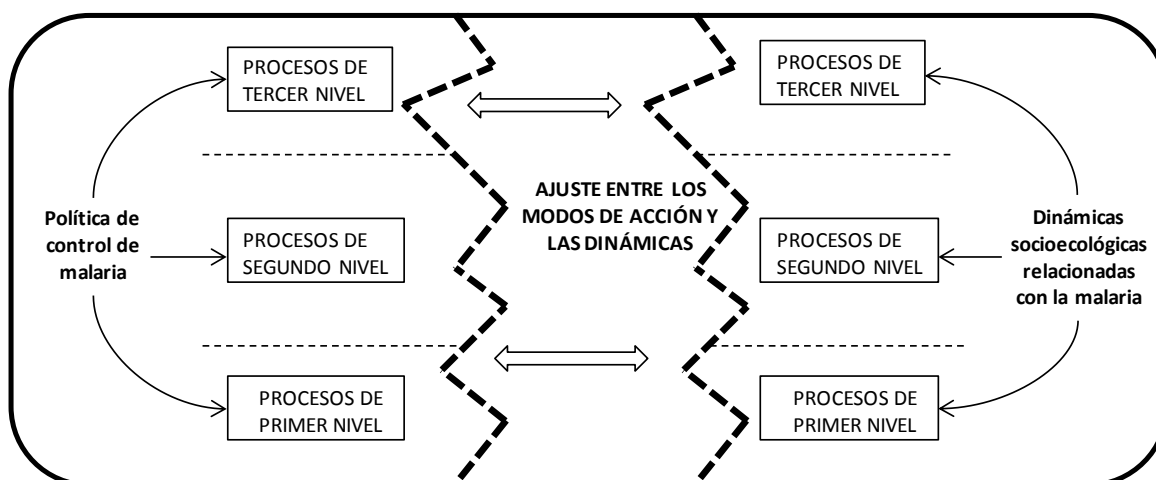 PROCESOS DE
TERCER NIVEL
PROCESOS DE
TERCER NIVEL
Política de
control de
malaria
PROCESOS DE
SEGUNDO NIVEL
AJUSTE ENTRE LOS
MODOS DE ACCIÓN Y
LAS DINÁMICAS
PROCESOS DE
SEGUNDO NIVEL
Dinámicas
socioecológicas
relacionadas
con la malaria
PROCESOS DE
PRIMER NIVEL
PROCESOS DE
PRIMER NIVEL